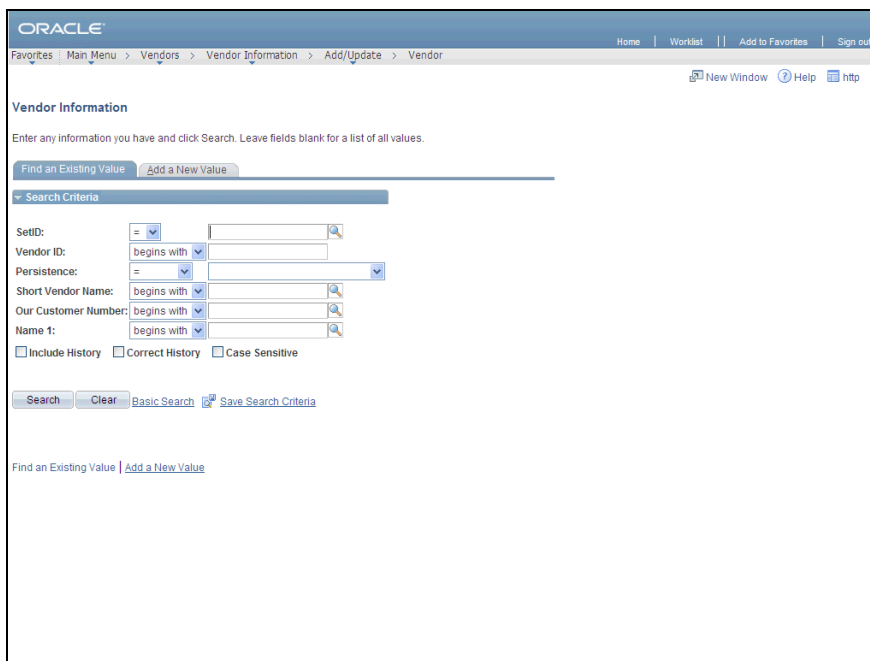 ORACLE
Home | Worklist || Add to Favorites | Sign out
Favorites | Main Menu > Vendors > Vendor Information > Add/Update > Vendor
New Window Help http
Vendor Information
Enter any information you have and click Search. Leave fields blank for a list of all values.
Find an Existing Value Add a New Value
Search Criteria
SetID: =
Vendor ID: begins with
Persistence: =
Short Vendor Name: begins with
Our Customer Number: begins with
Name 1: begins with
Include History Correct History Case Sensitive
Search Clear Basic Search Save Search Criteria
Find an Existing Value | Add a New Value